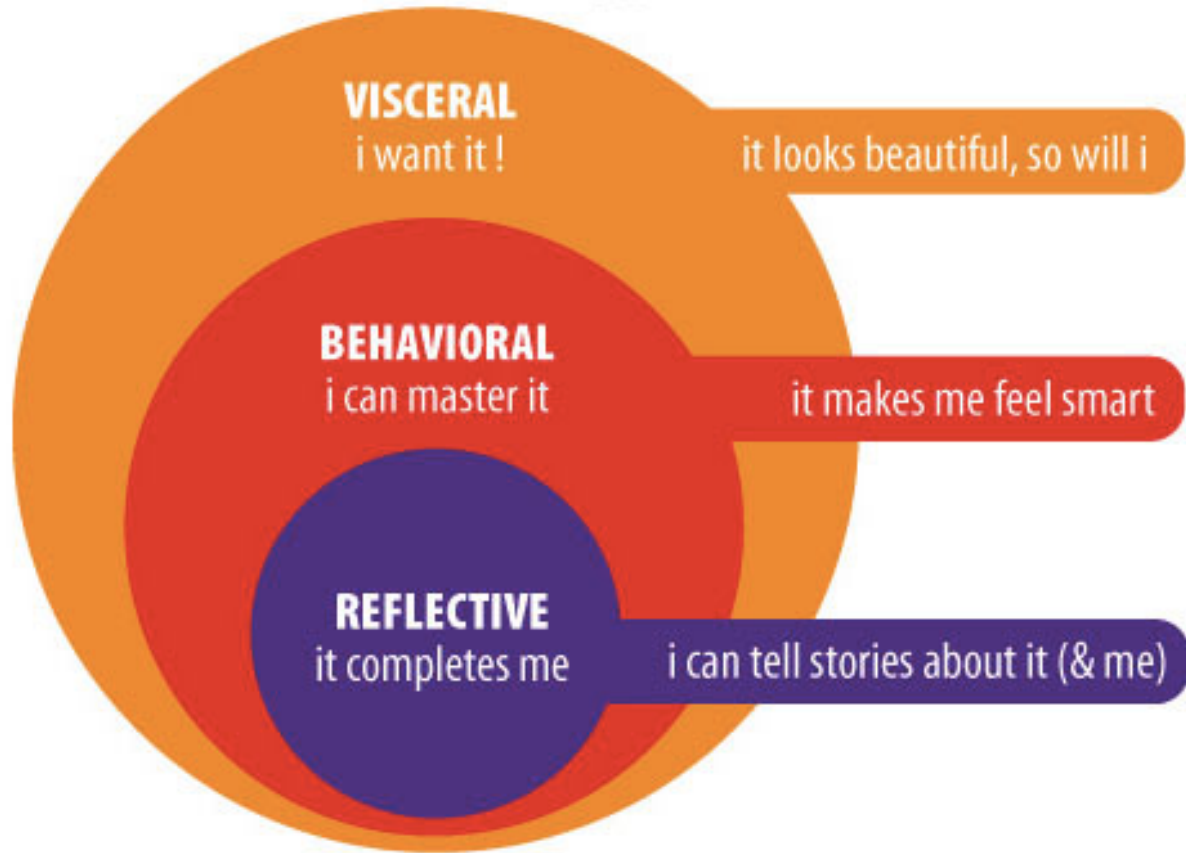 VISCERAL
i want it !
it looks beautiful, so will i
BEHAVIORAL
i can master it
it makes me feel smart
REFLECTIVE
it completes me
i can tell stories about it (& me)